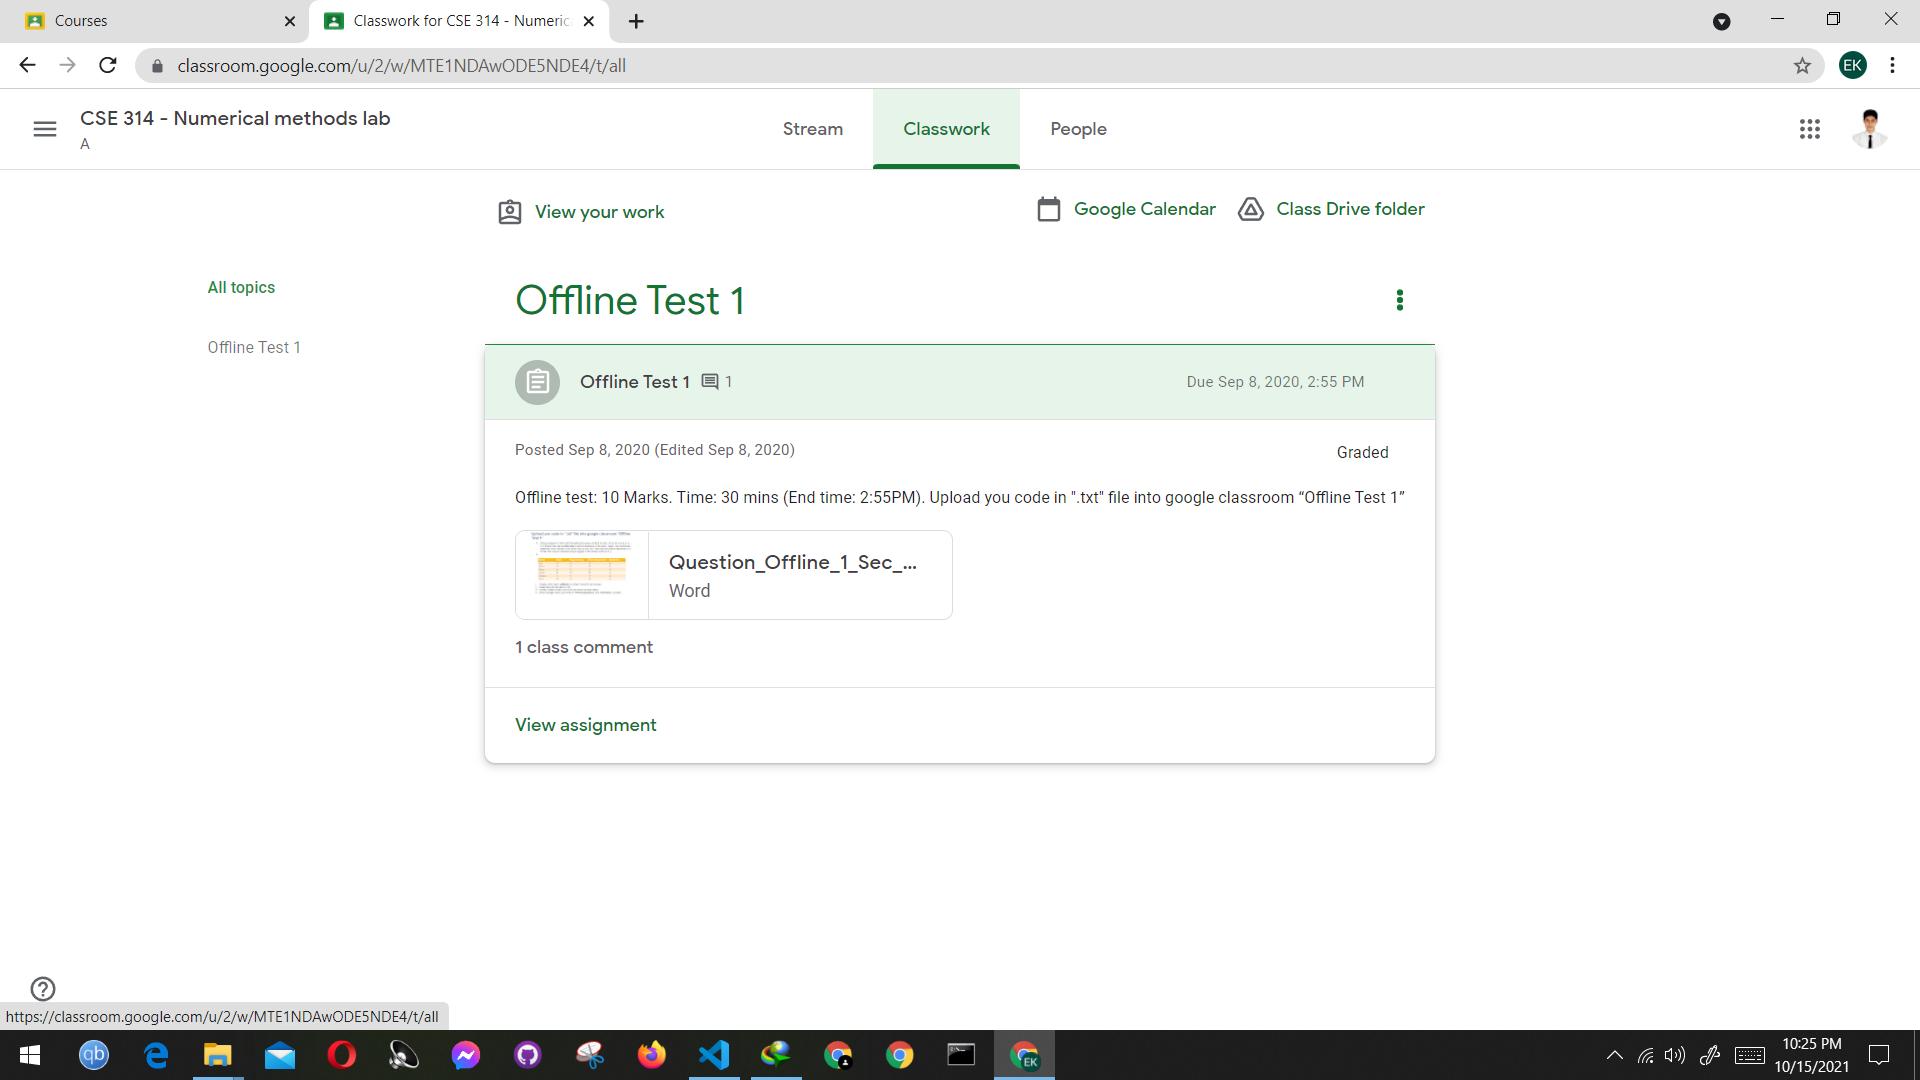 Courses
Classwork for CSE 314 - Numeric
classroom.google.com/u/2/w/MTE1NDAwODE5NDE4/t/all
EK
CSE 314 - Numerical methods lab
A
Stream
Classwork
People
View your work
Google Calendar
Class Drive folder
All topics
Offline Test 1
Offline Test 1
Offline Test 1
1
Due Sep 8, 2020, 2:55 PM
Posted Sep 8, 2020 (Edited Sep 8, 2020)
Graded
Offline test: 10 Marks. Time: 30 mins (End time: 2:55PM). Upload you code in ".txt" file into google classroom “Offline Test 1”
Question_Offline_1_Sec_...
Word
1 class comment
View assignment
https://classroom.google.com/u/2/w/MTE1NDAwODE5NDE4/t/all
qb
EK
10:25 PM
10/15/2021